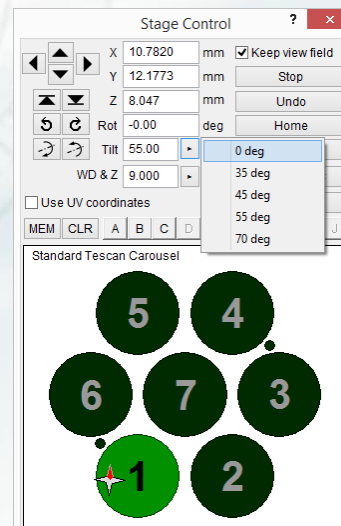 Stage Control ? ×
X 10.7820 mm Keep view field
Y 12.1773 mm Stop
Z 8.047 mm Undo
Rot -0.00 deg Home
Tilt 55.00 0 deg
35 deg
WD & Z 9.000
45 deg
Use UV coordinates 55 deg
MEM CLR A B C D 70 deg J
Standard Tescan Carousel
5 4
6 7 3
1 2